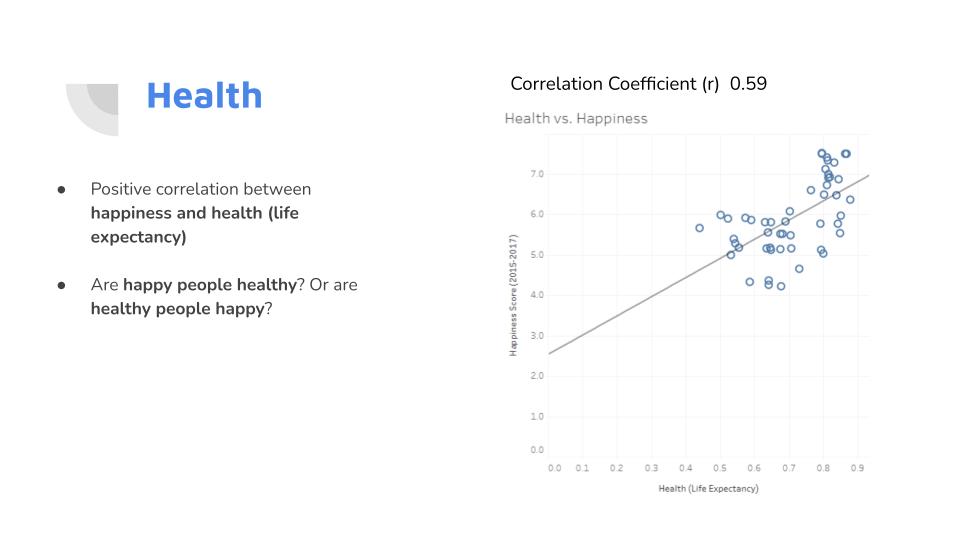 Health
● Positive correlation between
happiness and health (life
expectancy)
● Are happy people healthy? Or are
healthy people happy?
Correlation Coefficient (r) 0.59
Health vs. Happiness
Happiness Score (2015-2017)
7.0
6.0
5.0
4.0
3.0
2.0
1.0
0.0
0.0 0.1 0.2 0.3 0.4 0.5 0.6 0.7 0.8 0.9
Health (Life Expectancy)